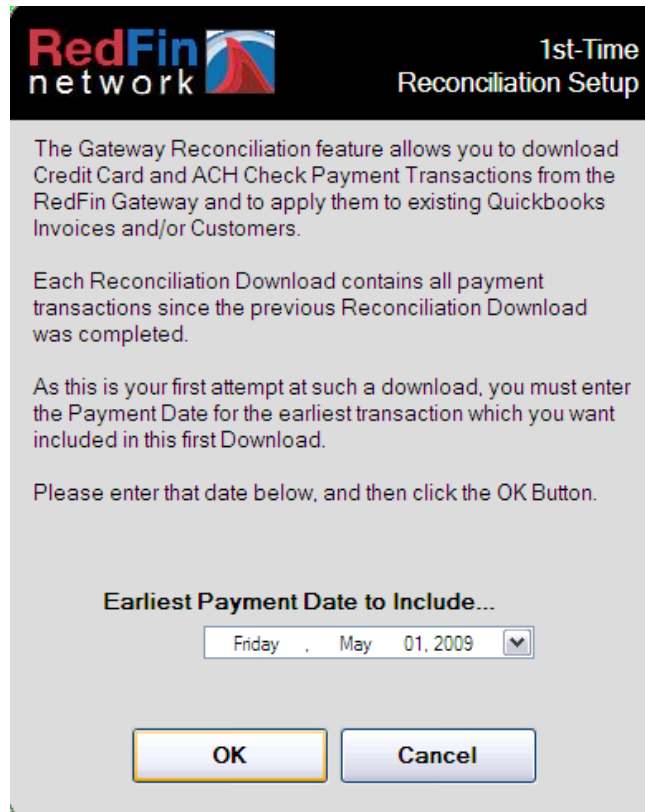 RedFin
network
1st-Time
Reconciliation Setup
The Gateway Reconciliation feature allows you to download
Credit Card and ACH Check Payment Transactions from the
RedFin Gateway and to apply them to existing Quickbooks
Invoices and/or Customers.
Each Reconciliation Download contains all payment
transactions since the previous Reconciliation Download
was completed.
As this is your first attempt at such a download, you must enter
the Payment Date for the earliest transaction which you want
included in this first Download.
Please enter that date below, and then click the OK Button.
Earliest Payment Date to Include...
Friday , May 01, 2009
OK
Cancel